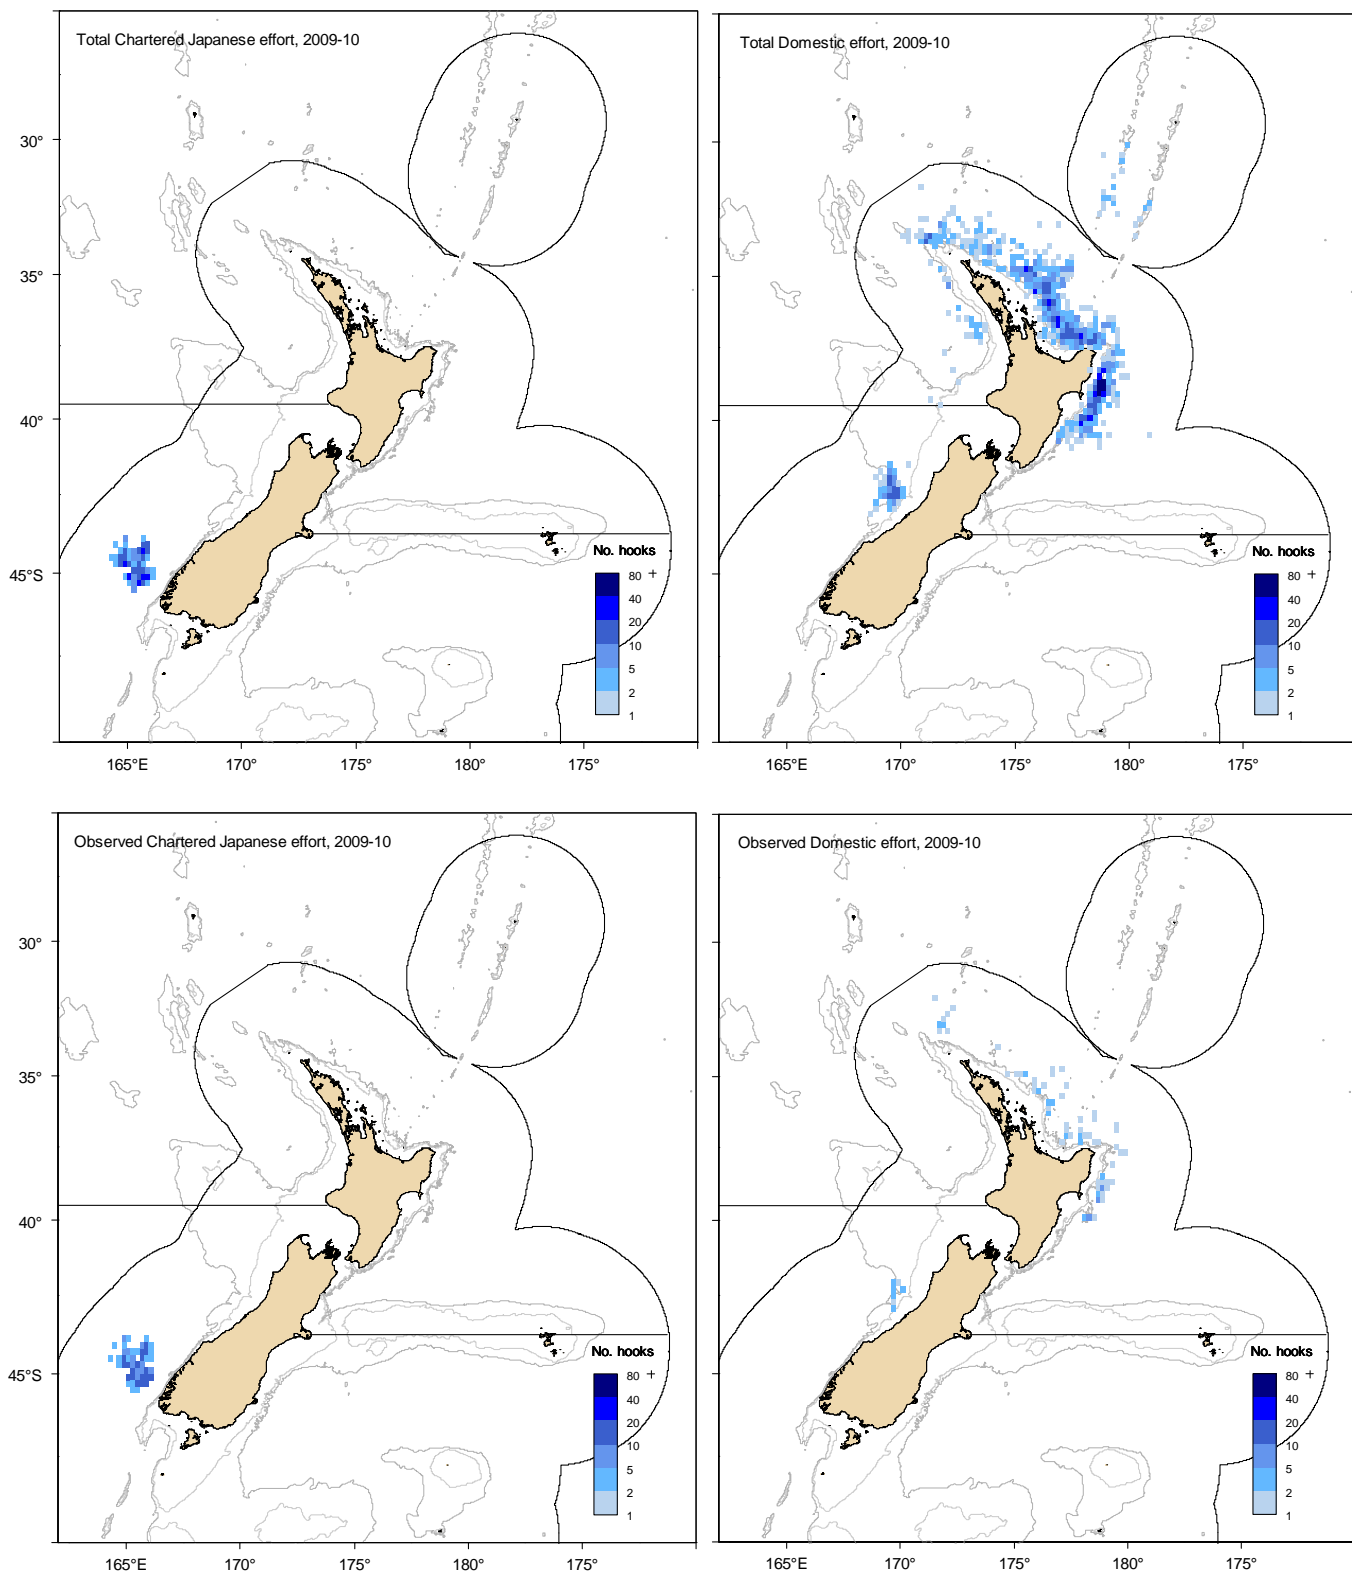 Total Chartered Japanese effort, 2009-10
30°
35°
40°
45°S
No. hooks
80 +
40
20
10
5
2
1
165°E 170° 175° 180° 175°
Total Domestic effort, 2009-10
No. hooks
80 +
40
20
10
5
2
1
165°E 170° 175° 180° 175°
Observed Chartered Japanese effort, 2009-10
30°
35°
40°
45°S
No. hooks
80 +
40
20
10
5
2
1
165°E 170° 175° 180° 175°
Observed Domestic effort, 2009-10
No. hooks
80 +
40
20
10
5
2
1
165°E 170° 175° 180° 175°